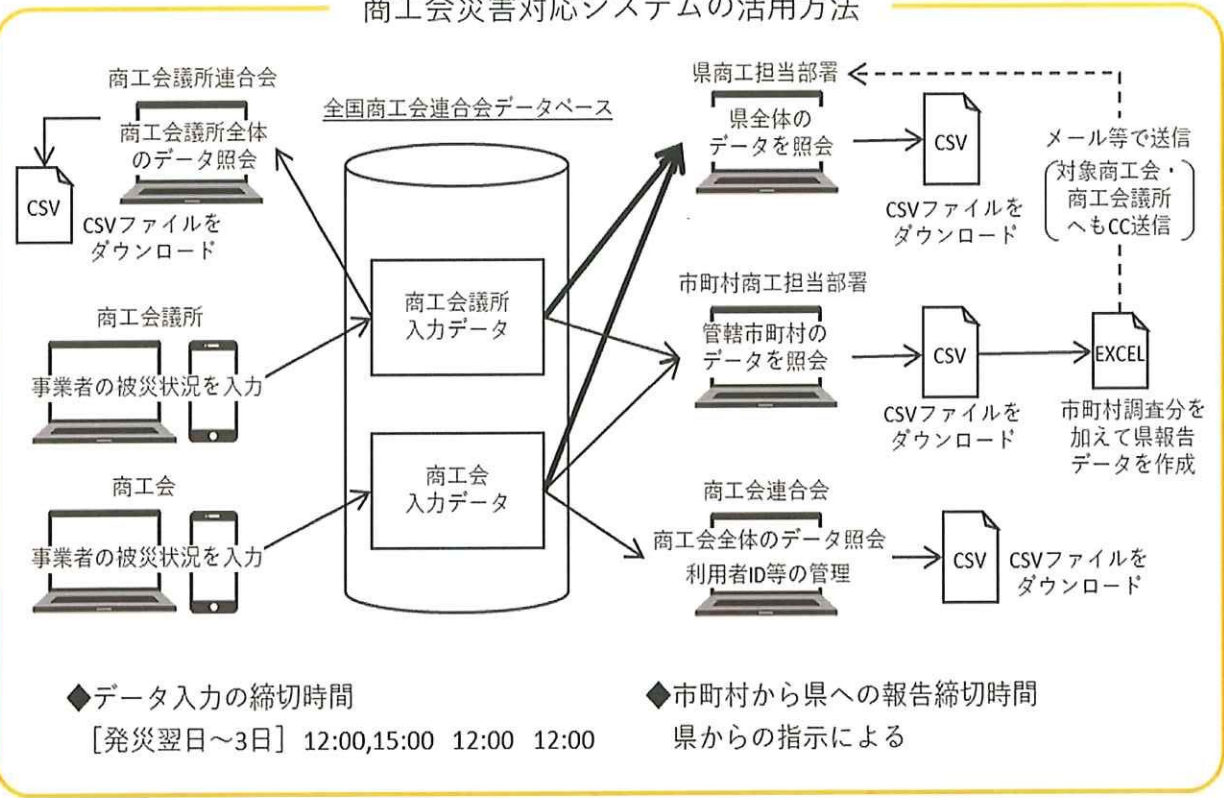 商工会災害対応システムの活用方法
商工会議所連合会
商工会議所全体
のデータ照会
CSV
CSVファイルを
ダウンロード
商工会議所
事業者の被災状況を入力
商工会
事業者の被災状況を入力
全国商工会連合会データベース
商工会議所
入力データ
商工会
入力データ
県商工担当部署
県全体の
データを照会
CSV
CSVファイルを
ダウンロード
メール等で送信
対象商工会・
商工会議所
へもCC送信
市町村商工担当部署
管轄市町村の
データを照会
CSV
CSVファイルを
ダウンロード
EXCEL
市町村調査分を
加えて県報告
データを作成
商工会連合会
商工会全体のデータ照会
利用者ID等の管理
CSV
CSVファイルを
ダウンロード
◆データ入力の締切時間
[発災翌日～3日] 12:00,15:00 12:00 12:00
◆市町村から県への報告締切時間
県からの指示による